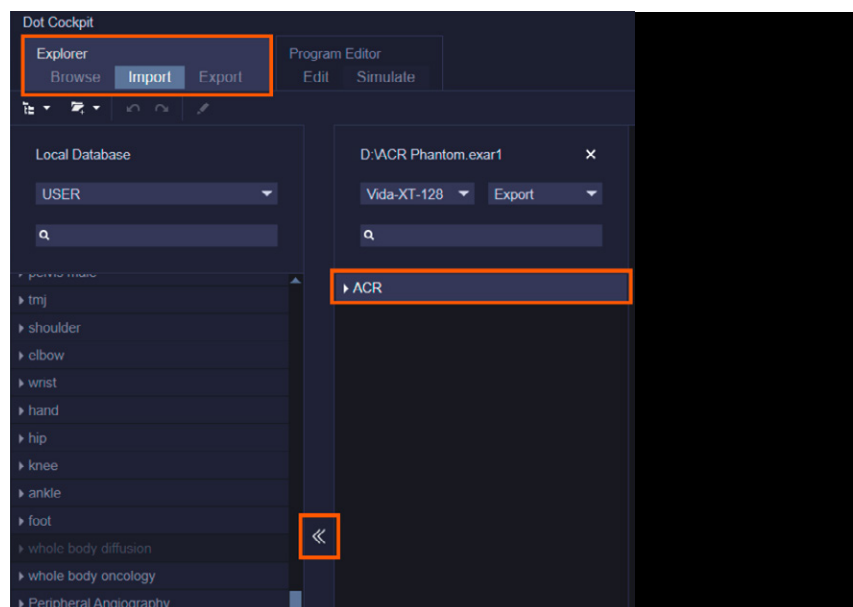 Dot Cockpit
Explorer
Browse Import Export
Program Editor
Edit Simulate
Local Database
USER
D:\ACR Phantom.exar1
Vida-XT-128 Export
pelvis male
tmj
shoulder
elbow
wrist
hand
hip
knee
ankle
foot
whole body diffusion
whole body oncology
Peripheral Angiography
ACR